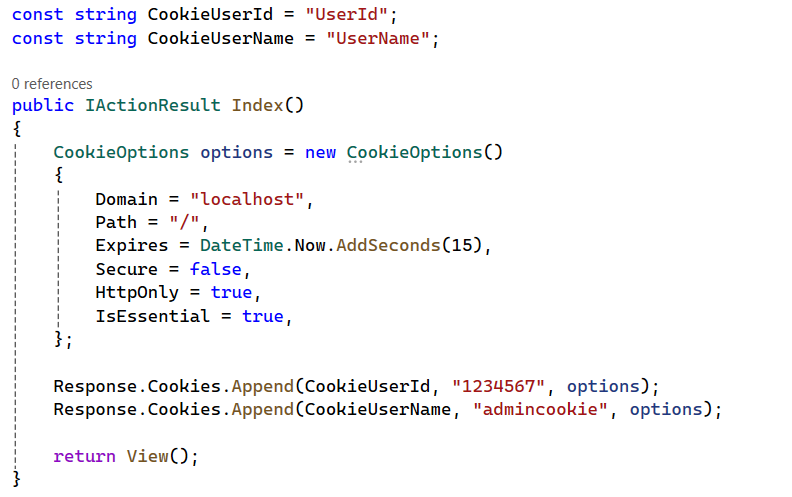 const string CookieUserId = "UserId";
const string CookieUserName = "UserName";
0 references
public IActionResult Index()
{
    CookieOptions options = new CookieOptions()
    {
        Domain = "localhost",
        Path = "/",
        Expires = DateTime.Now.AddSeconds(15),
        Secure = false,
        HttpOnly = true,
        IsEssential = true,
    };
    Response.Cookies.Append(CookieUserId, "1234567", options);
    Response.Cookies.Append(CookieUserName, "admincookie", options);
    return View();
}